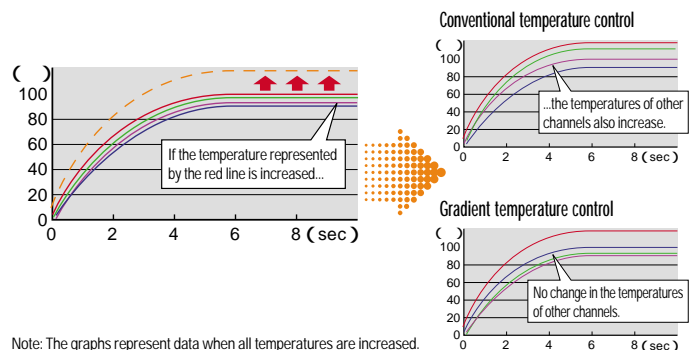 ( )
100
80
60
40
20
0
0 2 4 6 8 (sec)
If the temperature represented
by the red line is increased...
Conventional temperature control
( )
100
80
60
40
20
0
0 2 4 6 8 (sec)
...the temperatures of other
channels also increase.
Gradient temperature control
( )
100
80
60
40
20
0
0 2 4 6 8 (sec)
No change in the temperatures
of other channels.
Note: The graphs represent data when all temperatures are increased.